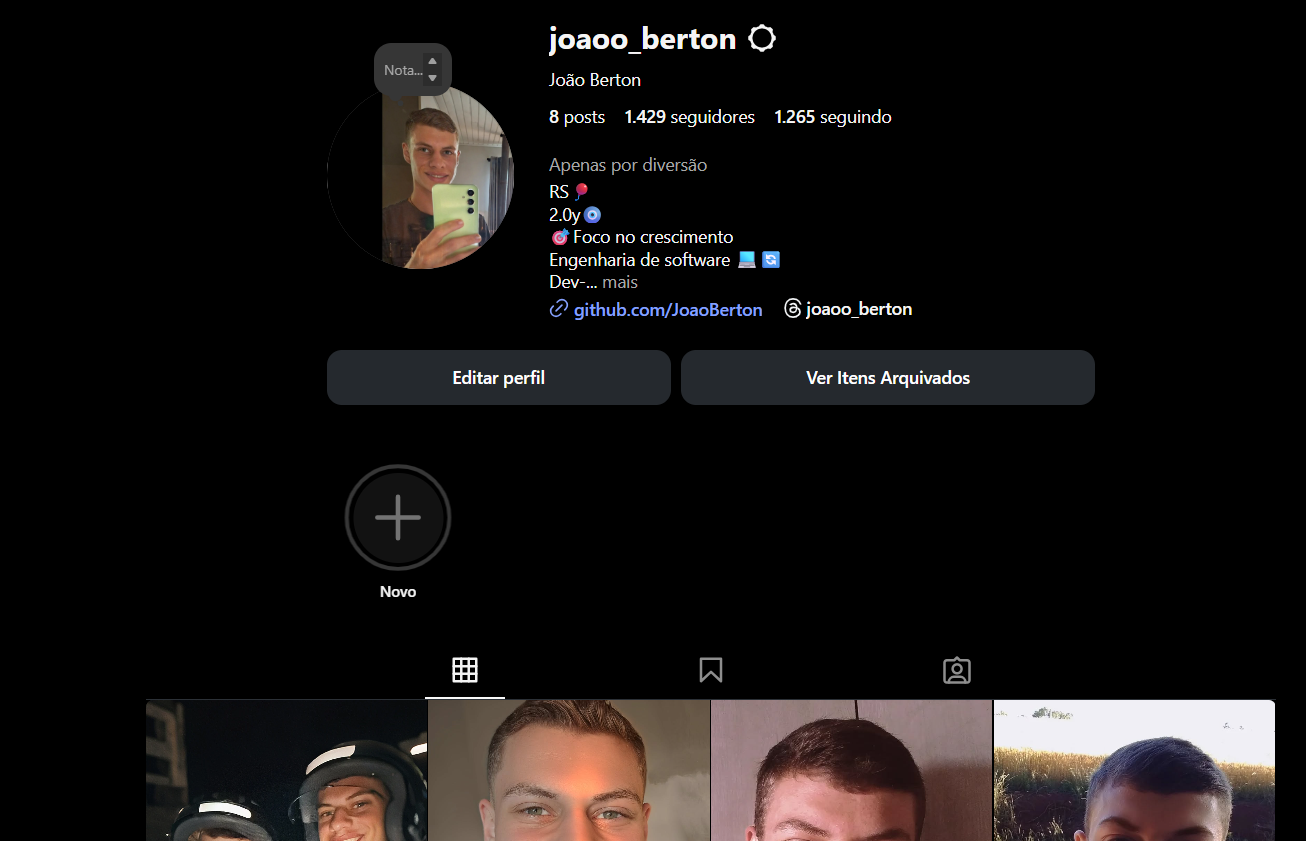 Nota...
joaoo_berton
João Berton
8 posts 1.429 seguidores 1.265 seguindo
Apenas por diversão
RS
2.0y
Foco no crescimento
Engenharia de software
Dev-... mais
github.com/JoaoBerton joaoo_berton
Editar perfil Ver Itens Arquivados
Novo